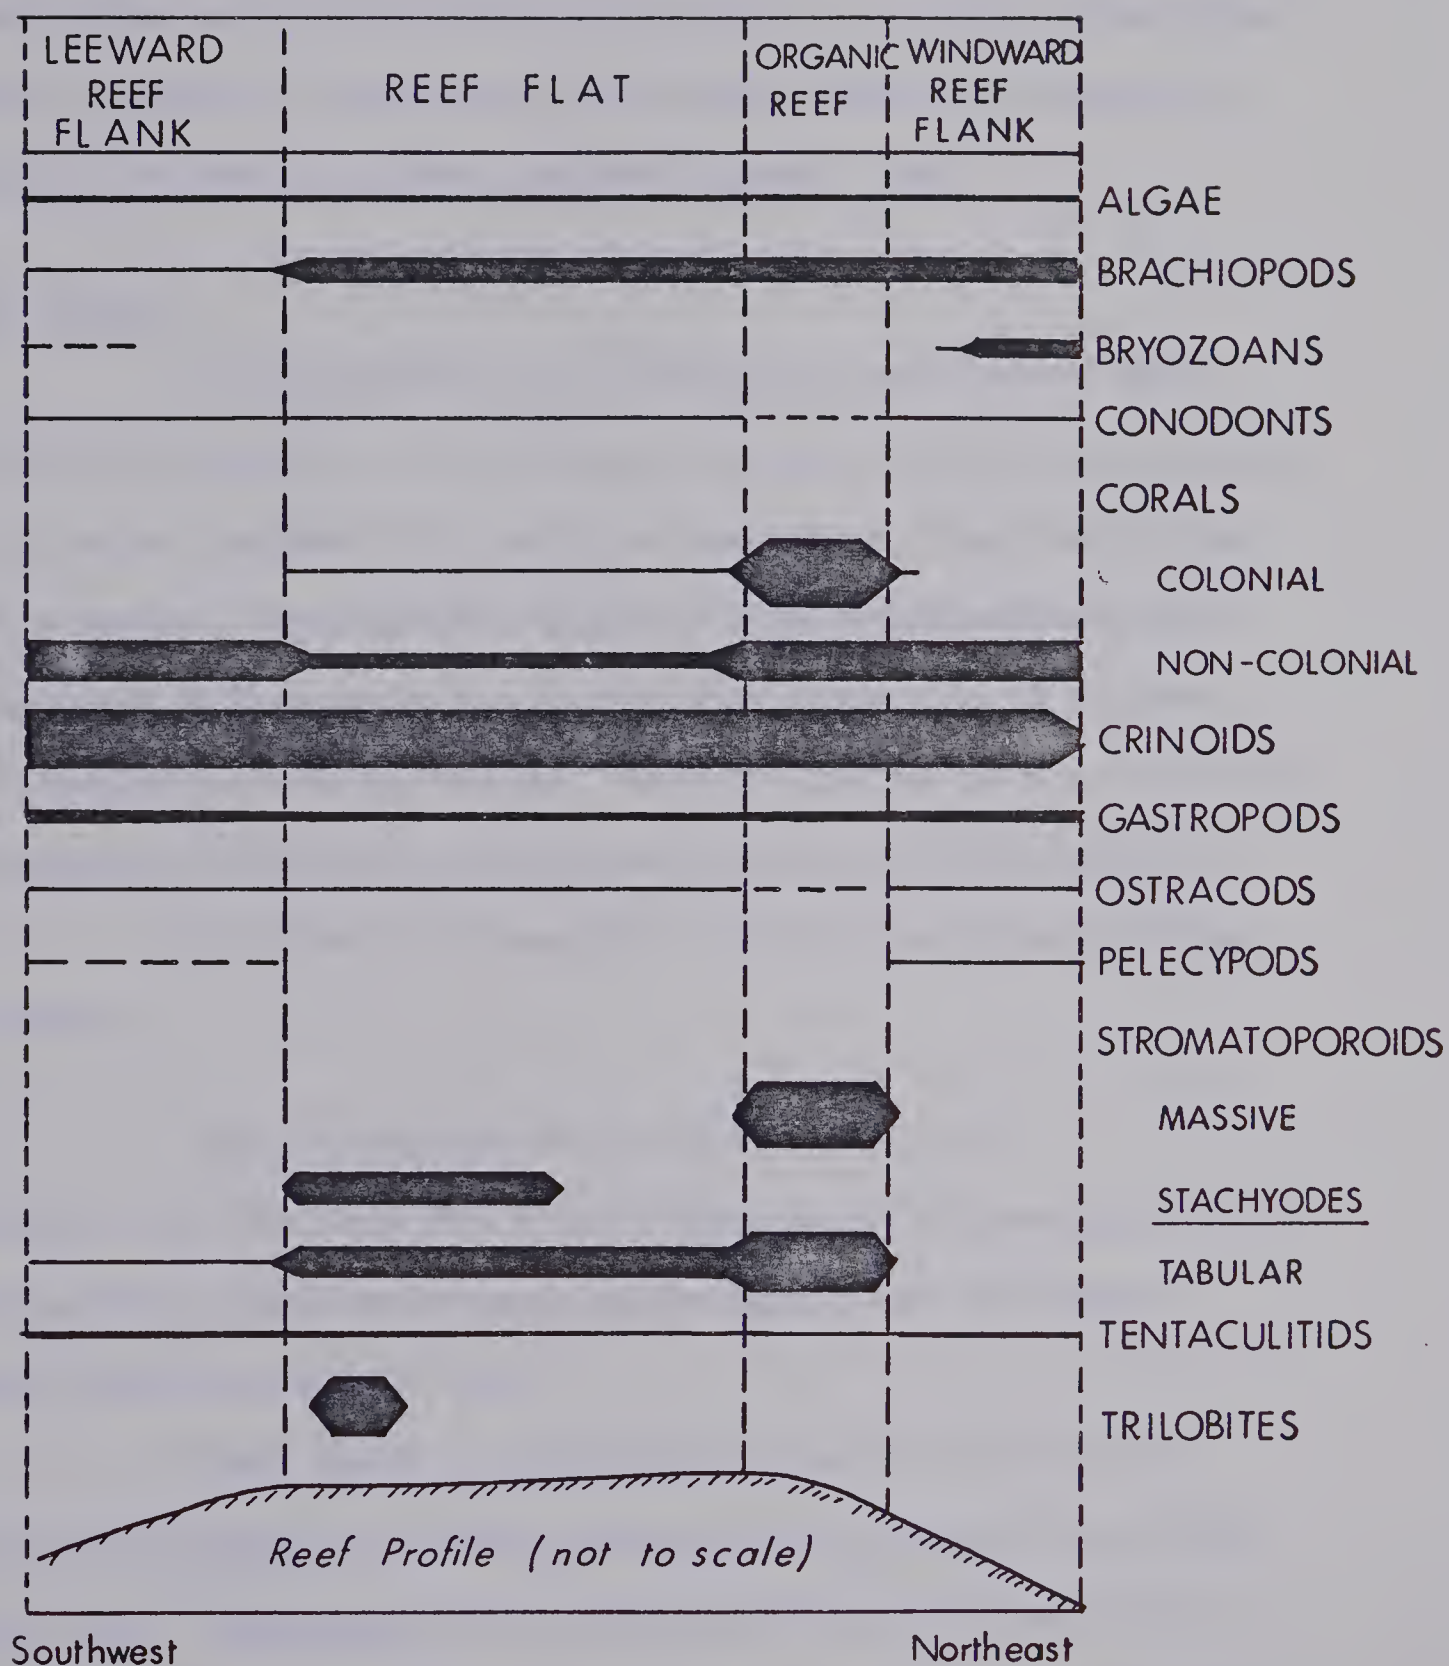 LEEWARD
REEF
FLANK
REEF FLAT
ORGANIC
REEF
WINDWARD
REEF
FLANK
ALGAE
BRACHIOPODS
BRYOZOANS
CONODONTS
CORALS
COLONIAL
NON-COLONIAL
CRINOIDS
GASTROPODS
OSTRACODS
PELECYPODS
STROMATOPOROIDS
MASSIVE
STACHYODES
TABULAR
TENTACULITIDS
TRILOBITES
Reef Profile (not to scale)
Southwest
Northeast